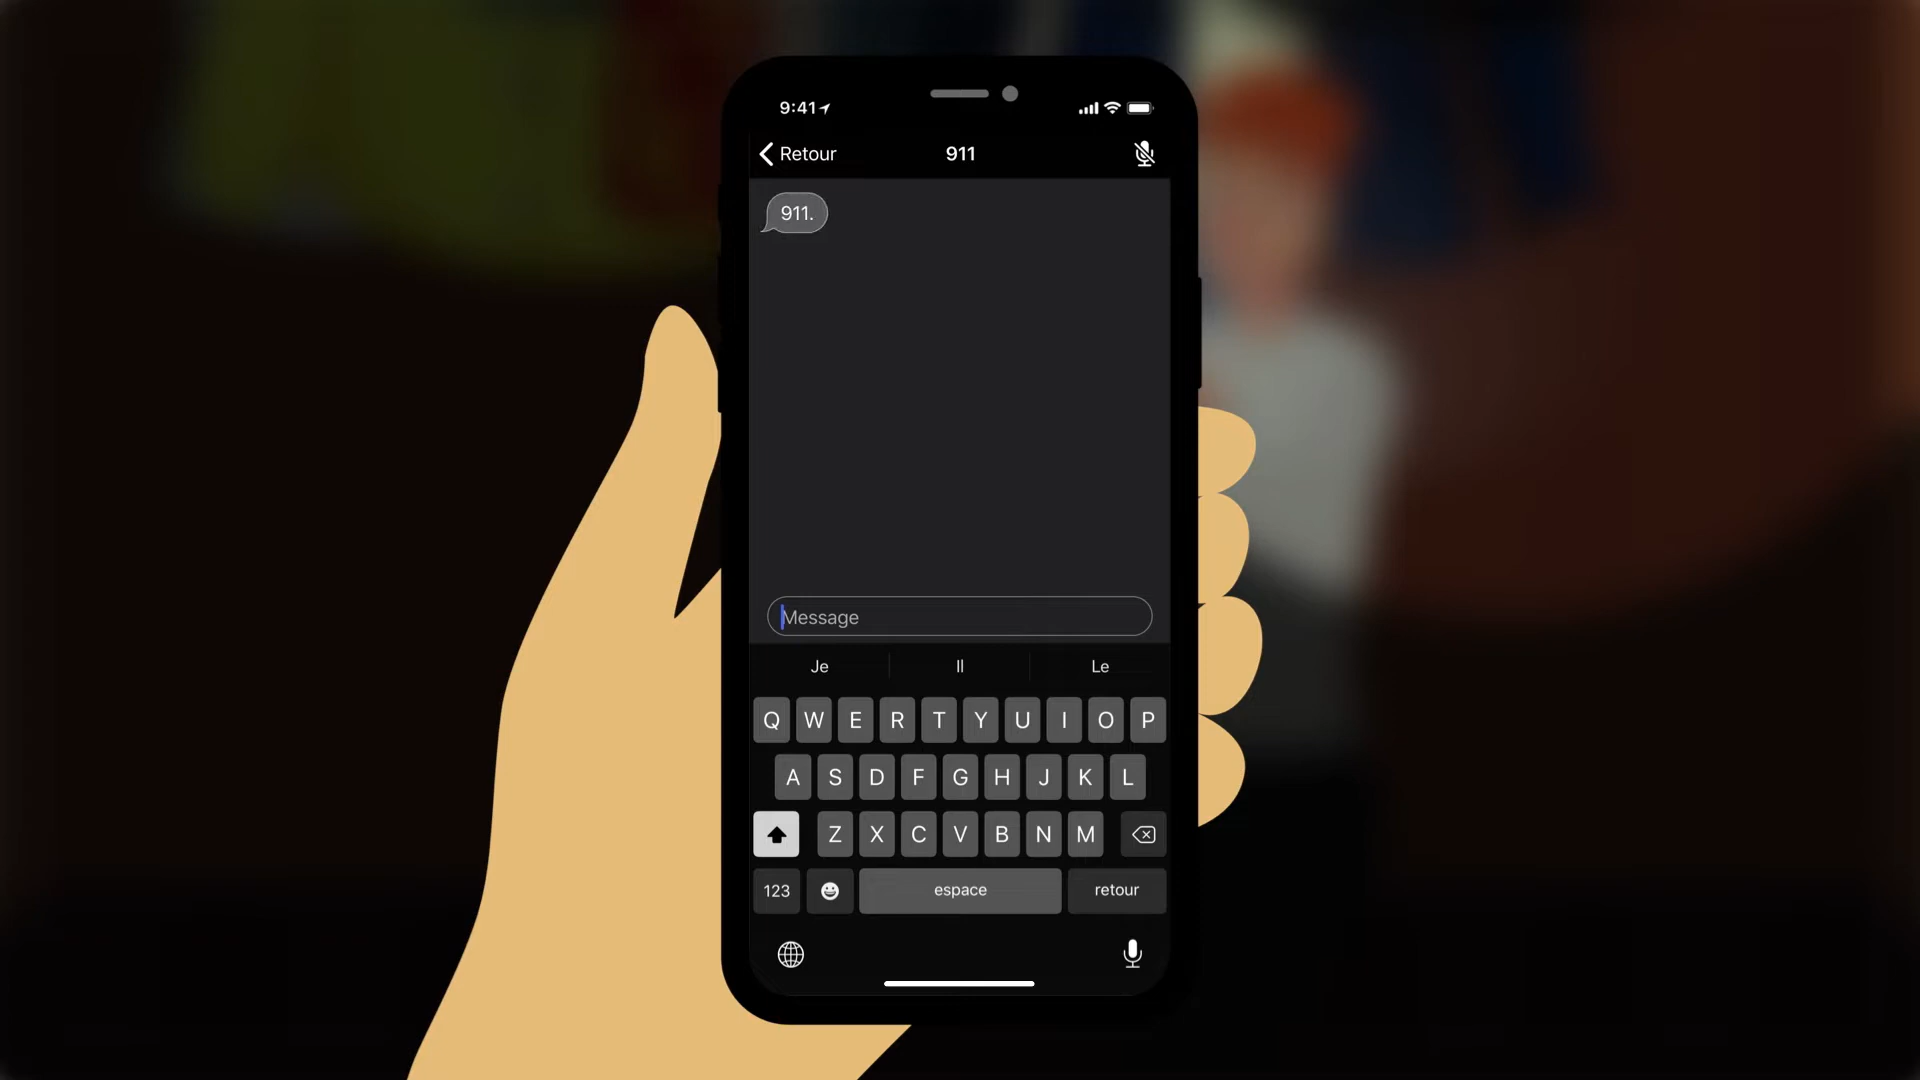 9:41
Retour 911
911.
Message
Je Il Le
Q W E R T Y U I O P
A S D F G H J K L
Z X C V B N M
123 espace retour